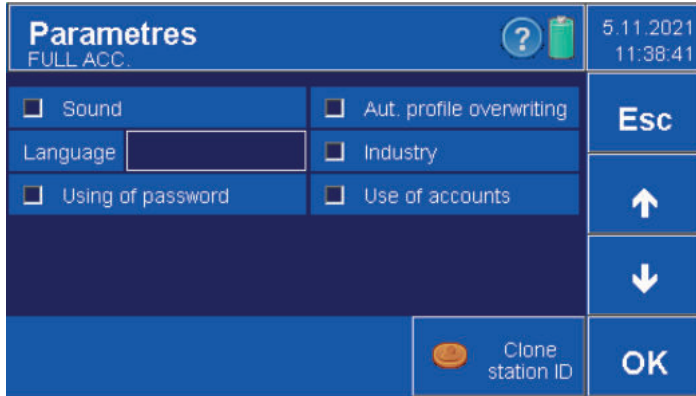 Parametres
FULL ACC.
?
5.11.2021
11:38:41
Sound
Aut. profile overwriting
Esc
Language
Industry
Using of password
Use of accounts
Clone
station ID
OK